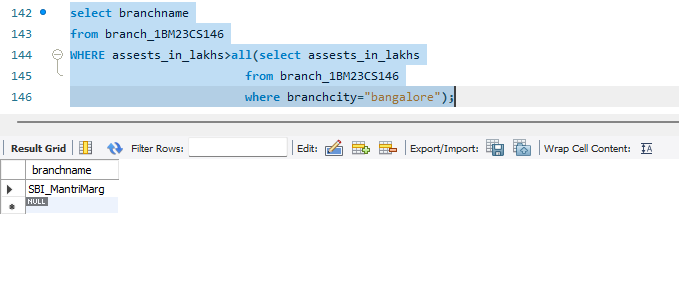 142 select branchname
143 from branch_1BM23CS146
144 WHERE assests_in_lakhs>all(select assests_in_lakhs
145 from branch_1BM23CS146
146 where branchcity="bangalore");
Result Grid Filter Rows: Edit: Export/Import: Wrap Cell Content: IA
branchname
SBI_MantriMarg
NULL